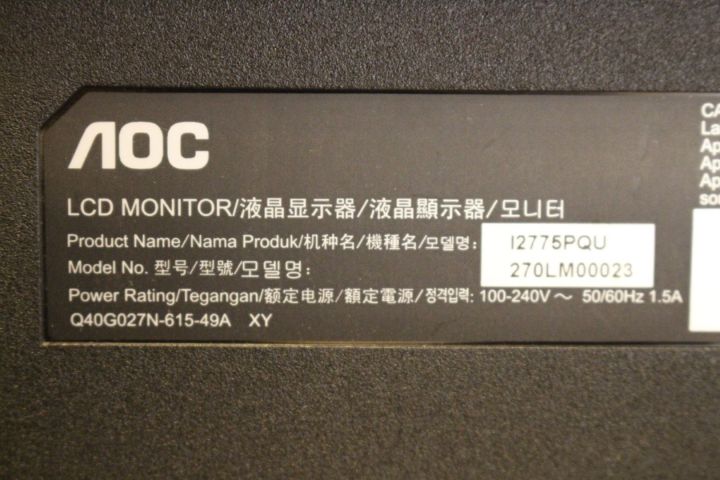 AOC
LCD MONITOR/液晶显示器/液晶顯示器/모니터
Product Name/Nama Produk/机种名/機種名/모델명: I2775PQU
Model No. 型号/型號/모델명: 270LM00023
Power Rating/Tegangan/额定电源/額定電源/정격입력: 100-240V～ 50/60Hz 1.5A
Q40G027N-615-49A XY